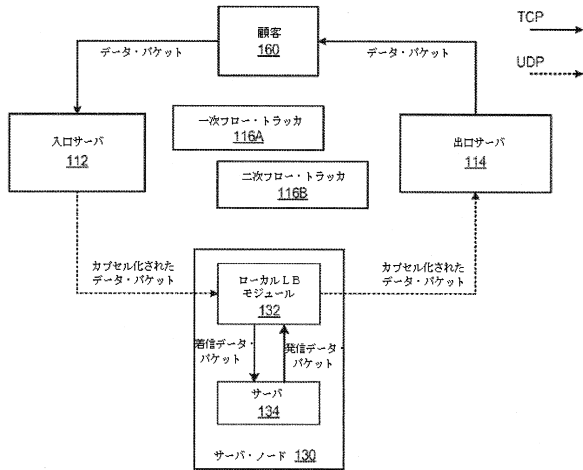 TCP
UDP
顧客
160
データ・パケット
データ・パケット
一次フロー・トラッカ
116A
入口サーバ
112
出口サーバ
114
二次フロー・トラッカ
116B
カプセル化された
データ・パケット
ローカルLB
モジュール
132
カプセル化された
データ・パケット
着信データ・
パケット
発信データ・
パケット
サーバ
134
サーバ・ノード 130